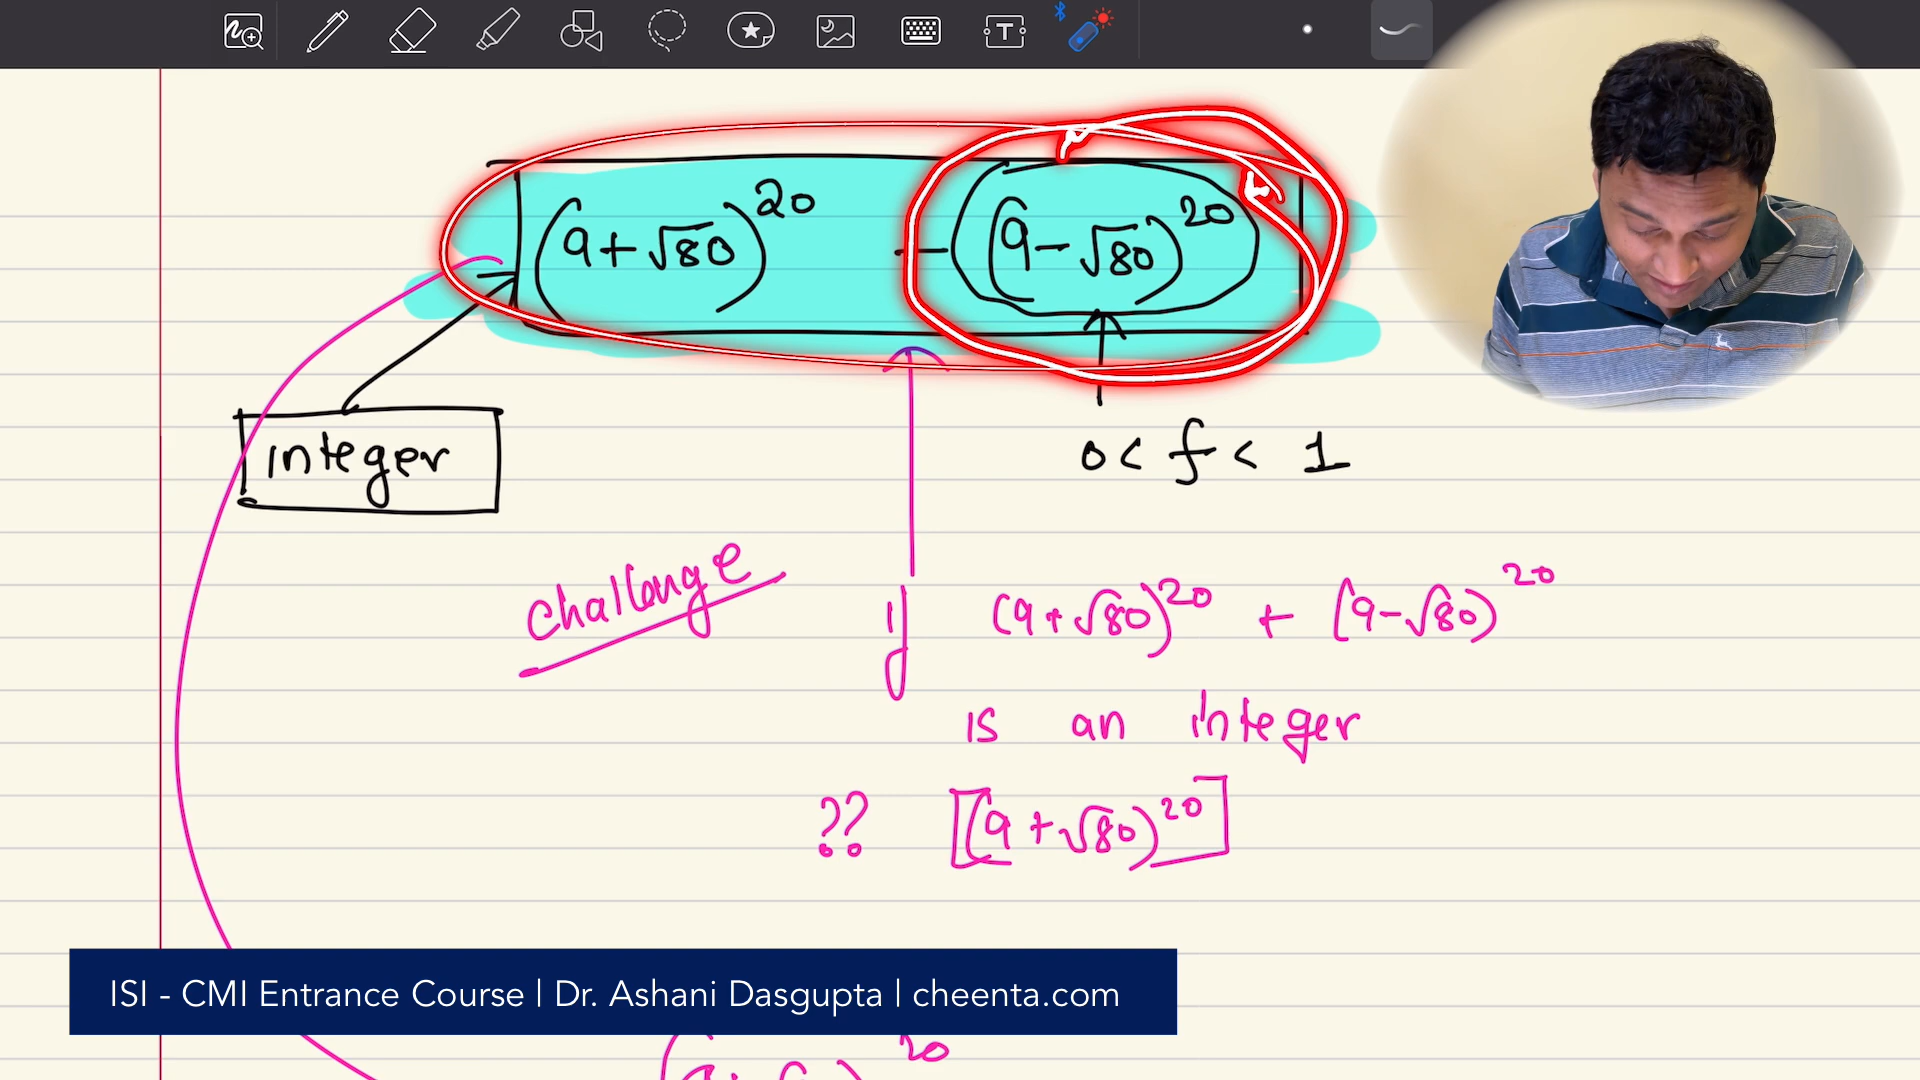 (9+√80)^20 − (9−√80)^20
integer
0 < f < 1
challenge
if (9+√80)^20 + (9−√80)^20
is an integer
?? [(9+√80)^20]
ISI - CMI Entrance Course | Dr. Ashani Dasgupta | cheenta.com
20